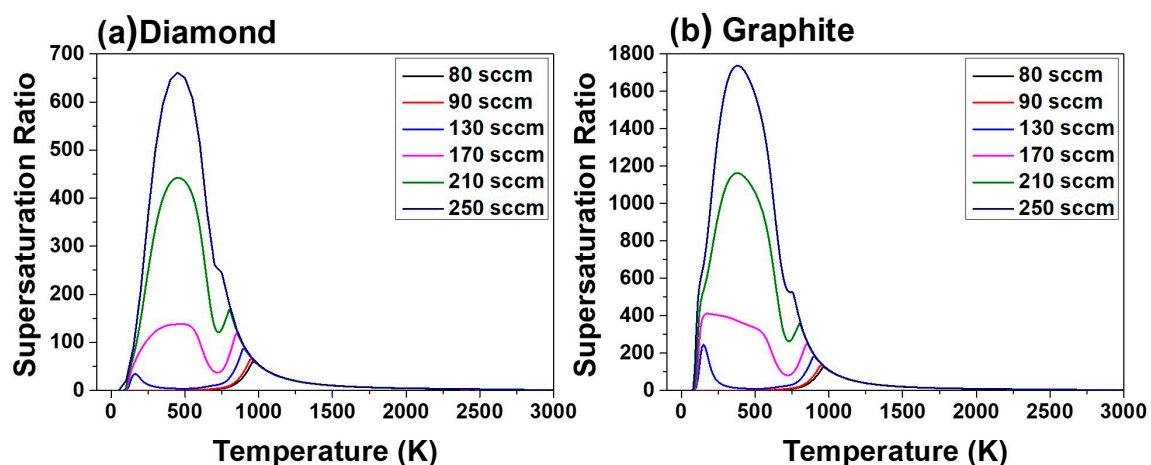 (a)Diamond
Supersaturation Ratio
700
600
500
400
300
200
100
0
80 sccm
90 sccm
130 sccm
170 sccm
210 sccm
250 sccm
0
500
1000
1500
2000
2500
3000
Temperature (K)
(b) Graphite
Supersaturation Ratio
1800
1600
1400
1200
1000
800
600
400
200
0
80 sccm
90 sccm
130 sccm
170 sccm
210 sccm
250 sccm
0
500
1000
1500
2000
2500
3000
Temperature (K)